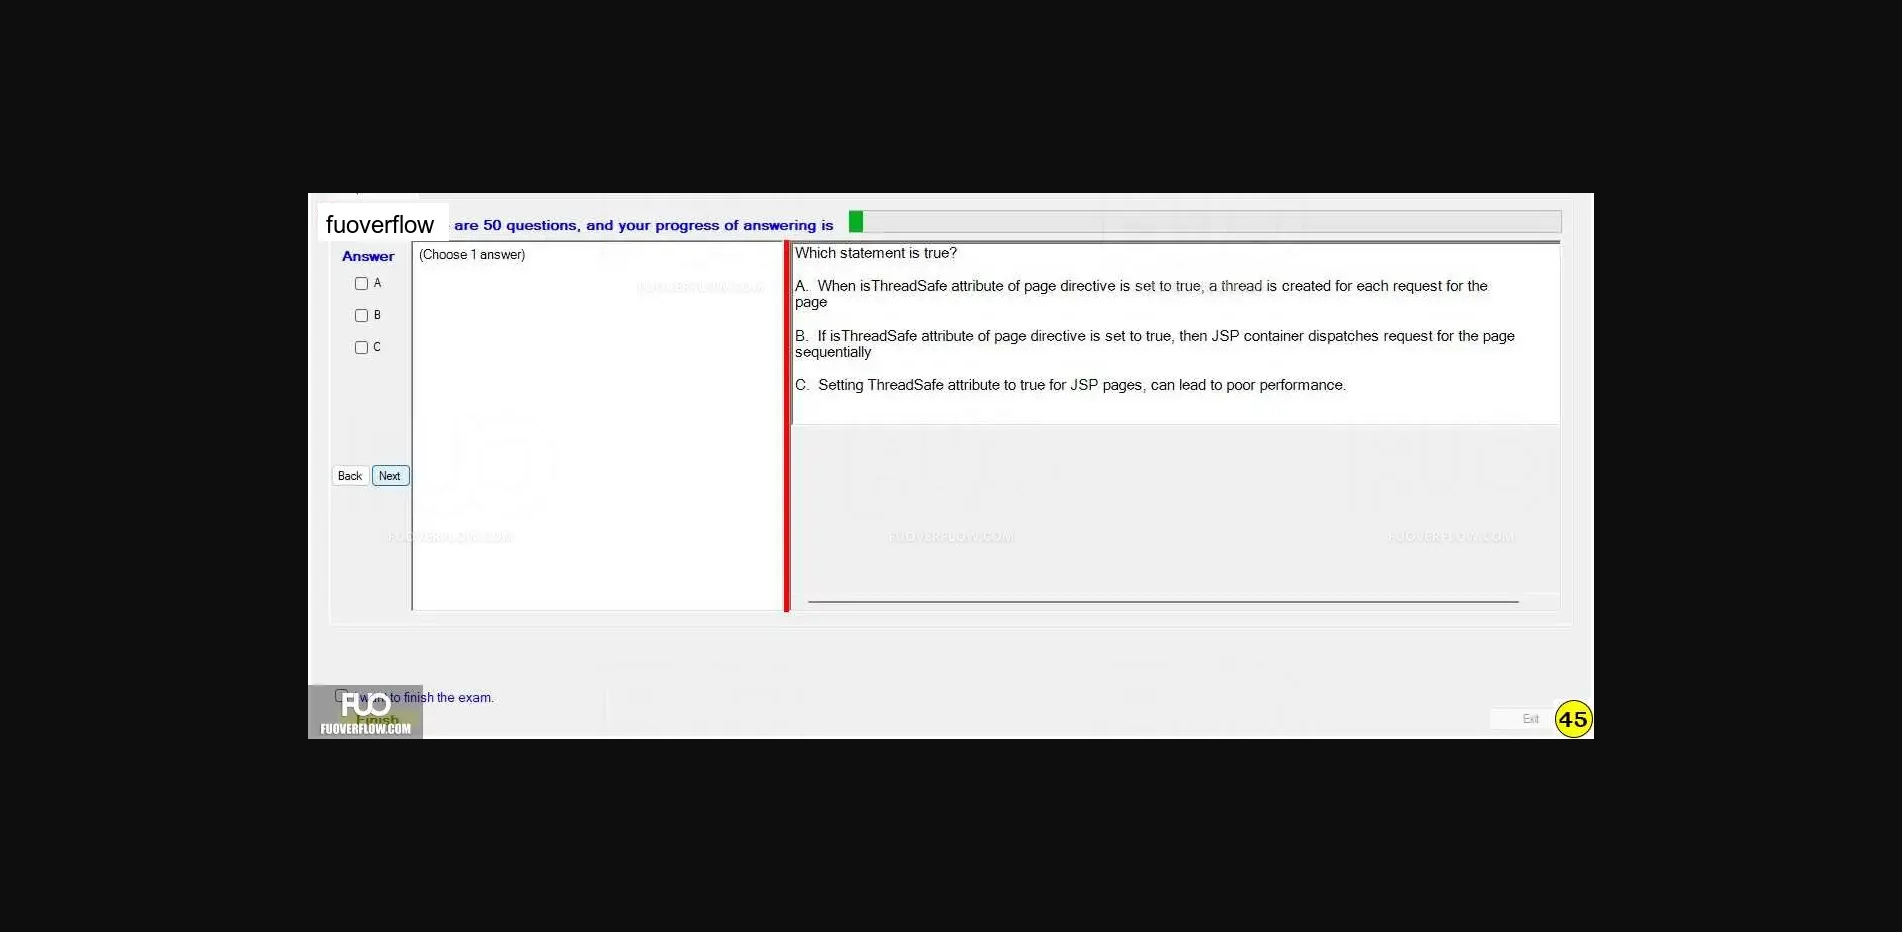 fuoverflow are 50 questions, and your progress of answering is
Answer
(Choose 1 answer)
A
B
C
Back Next
Which statement is true?
A. When isThreadSafe attribute of page directive is set to true, a thread is created for each request for the
page
B. If isThreadSafe attribute of page directive is set to true, then JSP container dispatches request for the page
sequentially
C. Setting ThreadSafe attribute to true for JSP pages, can lead to poor performance.
FUOVERFLOW.COM
FUOVERFLOW.COM FUOVERFLOW.COM FUOVERFLOW.COM
I want to finish the exam.
FUO
Finish
FUOVERFLOW.COM
Exit 45